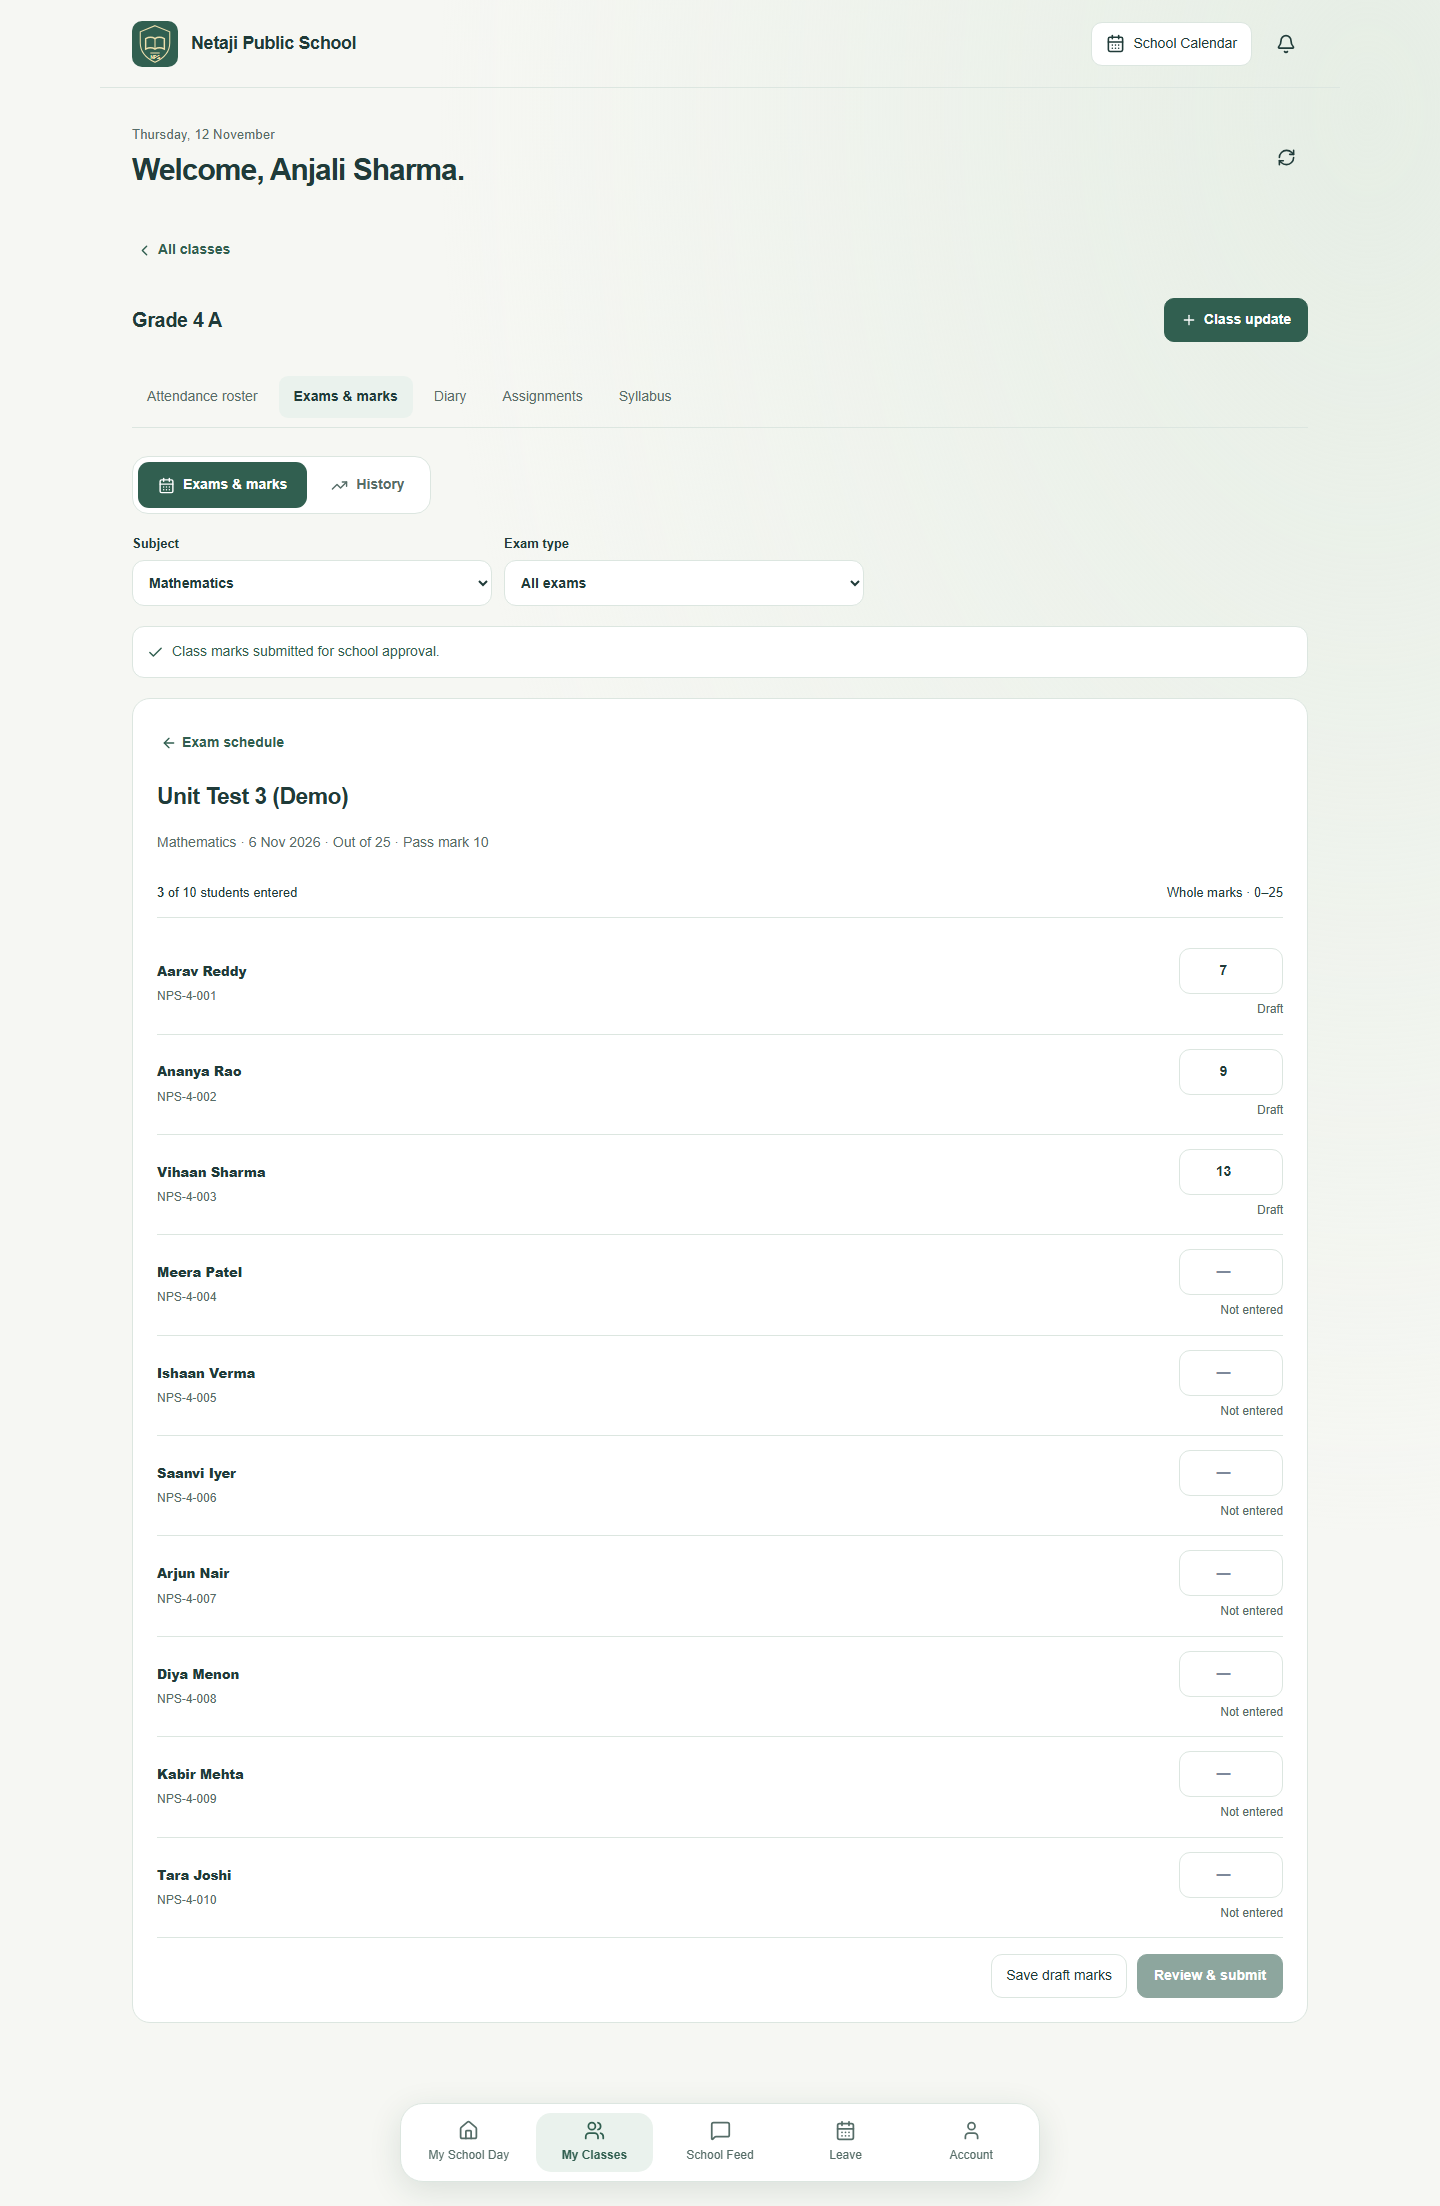 NPS
Netaji Public School
School Calendar
Thursday, 12 November
Welcome, Anjali Sharma.
All classes
Grade 4 A
Class update
Attendance roster
Exams & marks
Diary
Assignments
Syllabus
Exams & marks
History
Subject
Exam type
Mathematics
All exams
Class marks submitted for school approval.
Exam schedule
Unit Test 3 (Demo)
Mathematics · 6 Nov 2026 · Out of 25 · Pass mark 10
3 of 10 students entered
Whole marks · 0–25
Aarav Reddy
NPS-4-001
7
Draft
Ananya Rao
NPS-4-002
9
Draft
Vihaan Sharma
NPS-4-003
13
Draft
Meera Patel
NPS-4-004
—
Not entered
Ishaan Verma
NPS-4-005
—
Not entered
Saanvi Iyer
NPS-4-006
—
Not entered
Arjun Nair
NPS-4-007
—
Not entered
Diya Menon
NPS-4-008
—
Not entered
Kabir Mehta
NPS-4-009
—
Not entered
Tara Joshi
NPS-4-010
—
Not entered
Save draft marks
Review & submit
My School Day
My Classes
School Feed
Leave
Account